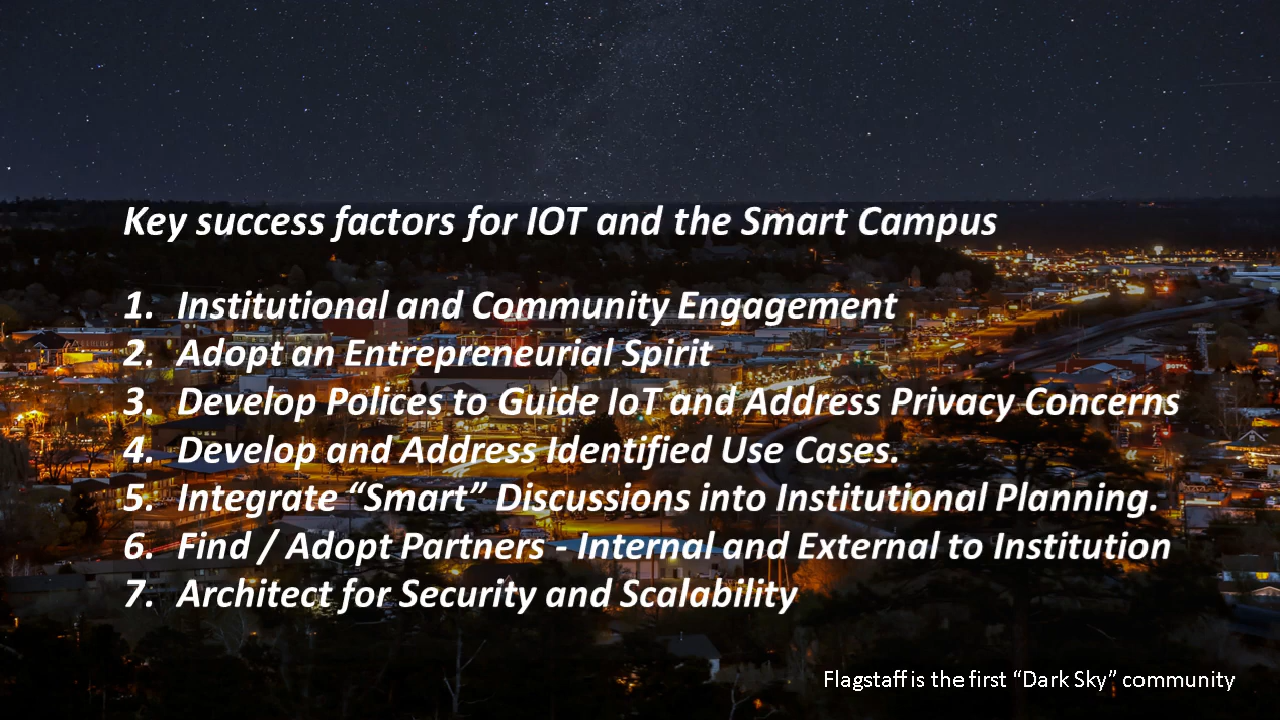 Key success factors for IOT and the Smart Campus
1. Institutional and Community Engagement
2. Adopt an Entrepreneurial Spirit
3. Develop Polices to Guide IoT and Address Privacy Concerns
4. Develop and Address Identified Use Cases.
5. Integrate “Smart” Discussions into Institutional Planning.
6. Find / Adopt Partners - Internal and External to Institution
7. Architect for Security and Scalability
Flagstaff is the first “Dark Sky” community